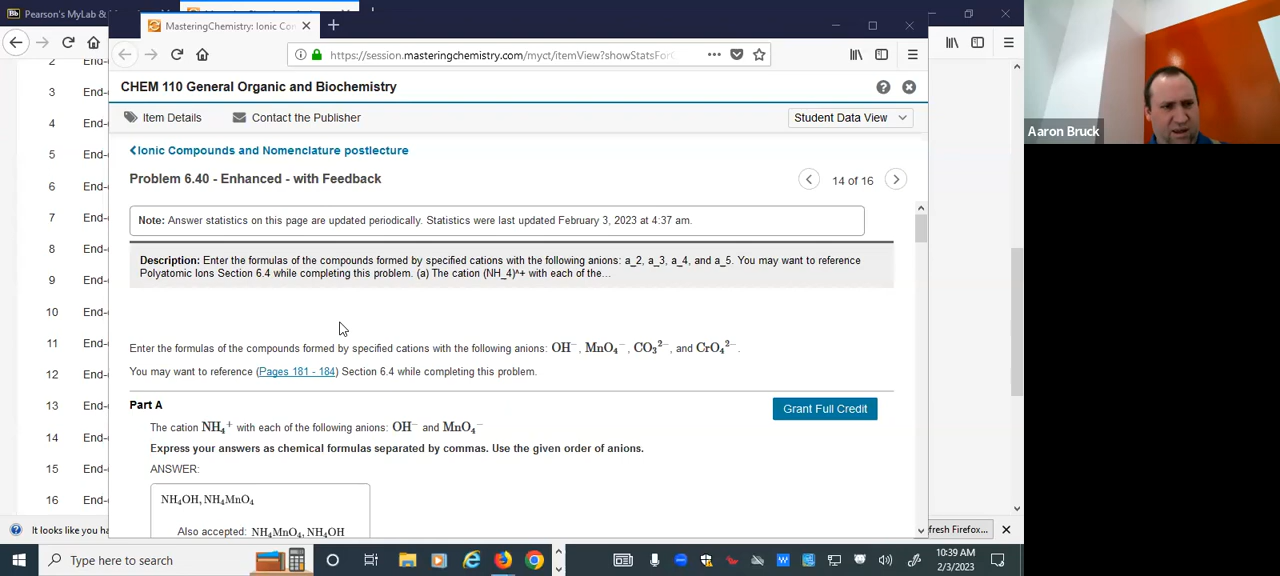 Pearson's MyLab &
MasteringChemistry: Ionic Con
https://session.masteringchemistry.com/myct/itemView?showStatsForG
CHEM 110 General Organic and Biochemistry
Item Details
Contact the Publisher
Student Data View
Ionic Compounds and Nomenclature postlecture
Problem 6.40 - Enhanced - with Feedback
14 of 16
Note: Answer statistics on this page are updated periodically. Statistics were last updated February 3, 2023 at 4:37 am.
Description: Enter the formulas of the compounds formed by specified cations with the following anions: a_2, a_3, a_4, and a_5. You may want to reference
Polyatomic Ions Section 6.4 while completing this problem. (a) The cation (NH_4)^+ with each of the...
Enter the formulas of the compounds formed by specified cations with the following anions: OH⁻, MnO₄⁻, CO₃²⁻, and CrO₄²⁻.
You may want to reference (Pages 181 - 184) Section 6.4 while completing this problem.
Part A
Grant Full Credit
The cation NH₄⁺ with each of the following anions: OH⁻ and MnO₄⁻
Express your answers as chemical formulas separated by commas. Use the given order of anions.
ANSWER:
NH₄OH, NH₄MnO₄
Also accepted: NH₄MnO₄, NH₄OH
2 End-
3 End-
4 End-
5 End-
6 End-
7 End-
8 End-
9 End-
10 End-
11 End-
12 End-
13 End-
14 End-
15 End-
16 End-
It looks like you ha
fresh Firefox...
Type here to search
10:39 AM
2/3/2023
Aaron Bruck